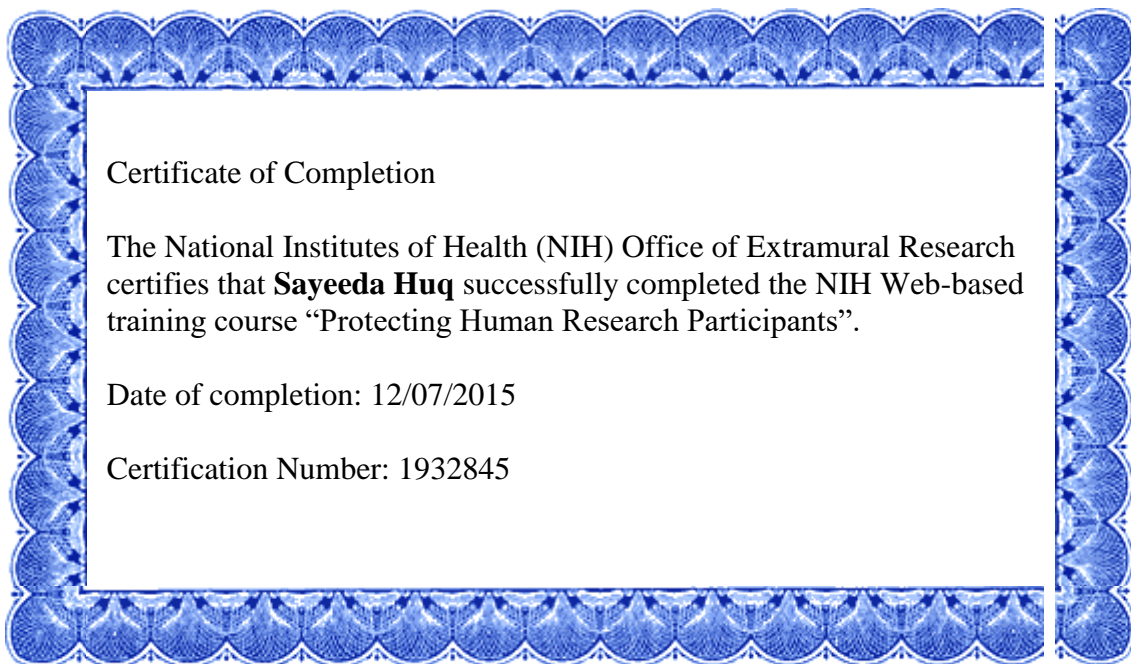 Certificate of Completion
The National Institutes of Health (NIH) Office of Extramural Research
certifies that Sayeeda Huq successfully completed the NIH Web-based
training course “Protecting Human Research Participants”.
Date of completion: 12/07/2015
Certification Number: 1932845